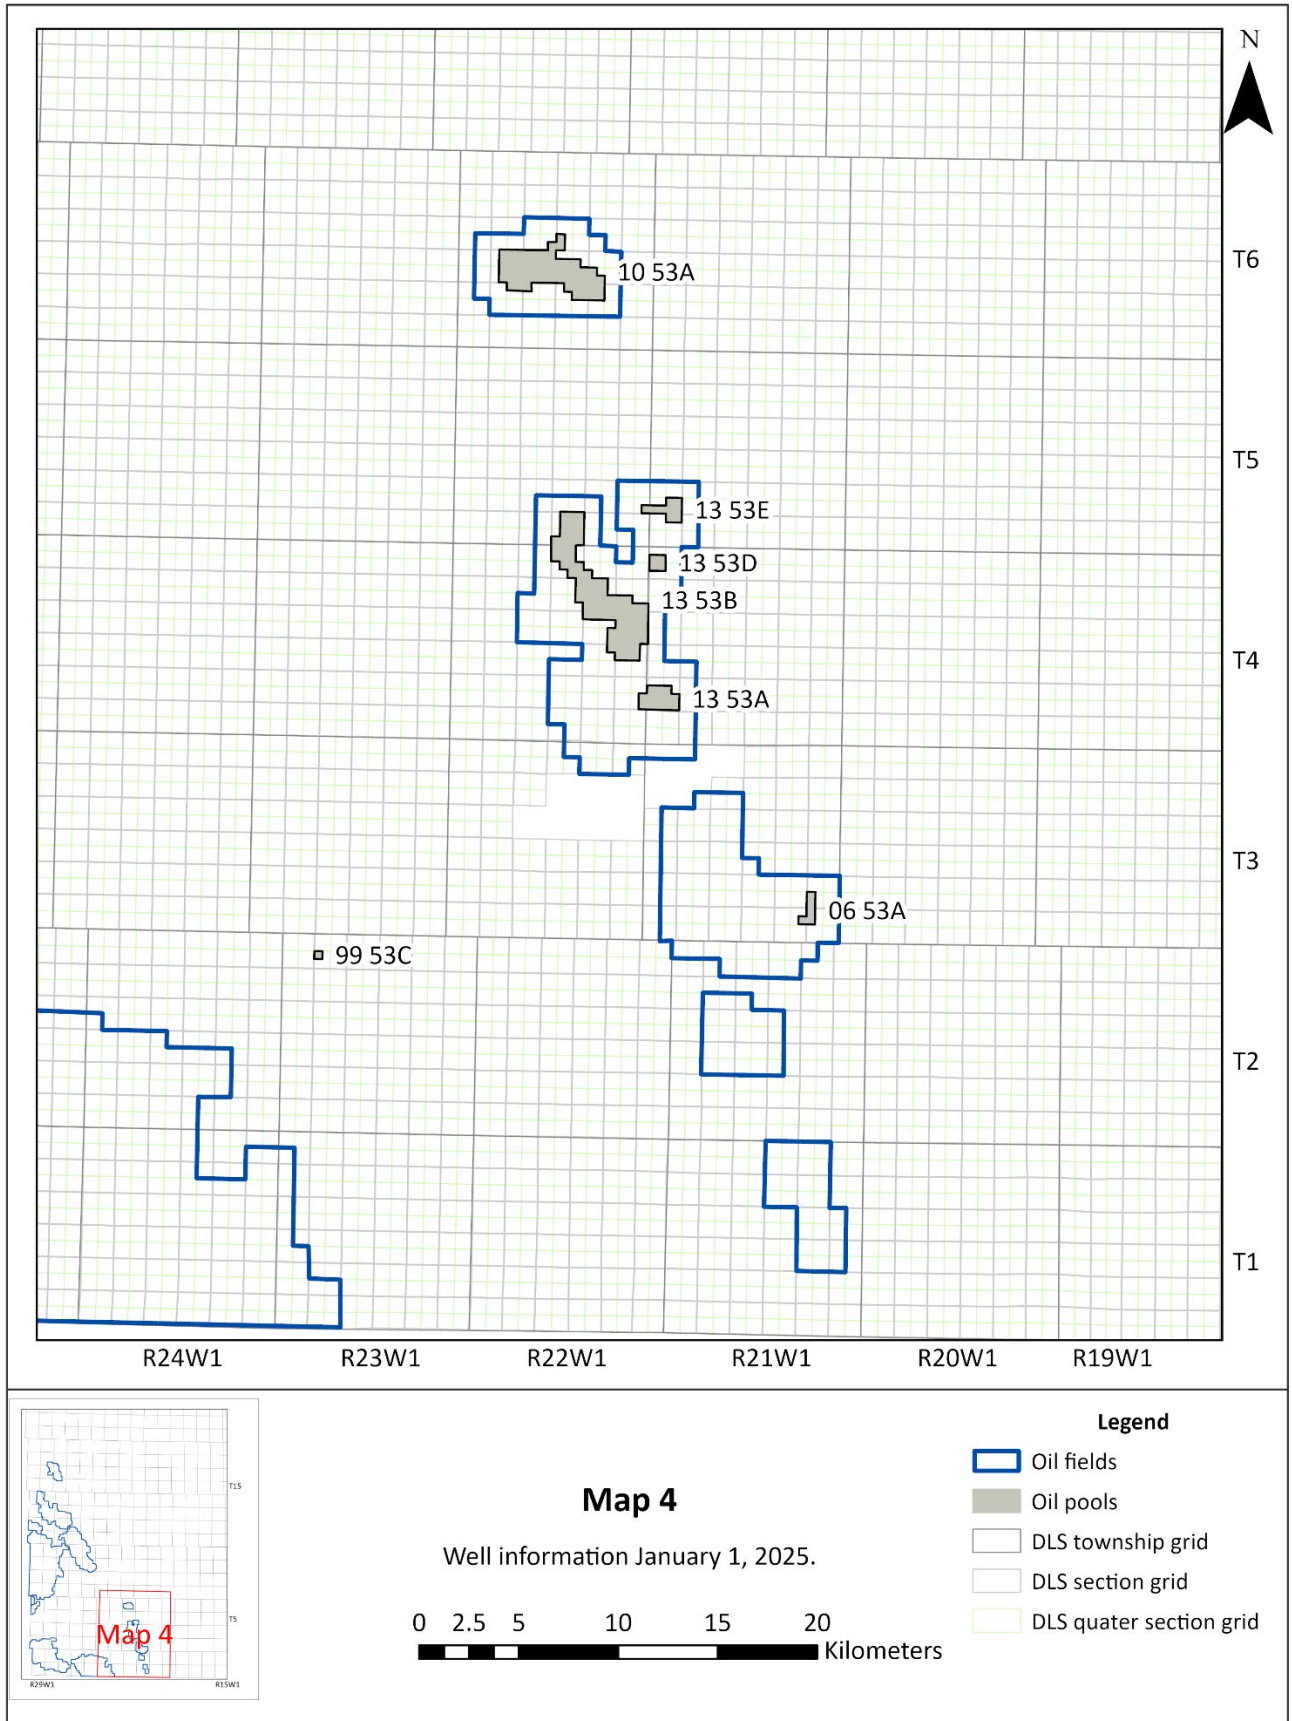 N
T6
10 53A
T5
13 53E
13 53D
13 53B
T4
13 53A
T3
06 53A
99 53C
T2
T1
R24W1 R23W1 R22W1 R21W1 R20W1 R19W1
Legend
Oil fields
Oil pools
DLS township grid
DLS section grid
DLS quater section grid
Map 4
Well information January 1, 2025.
0 2.5 5 10 15 20
Kilometers
T15
T5
Map 4
R29W1 R15W1